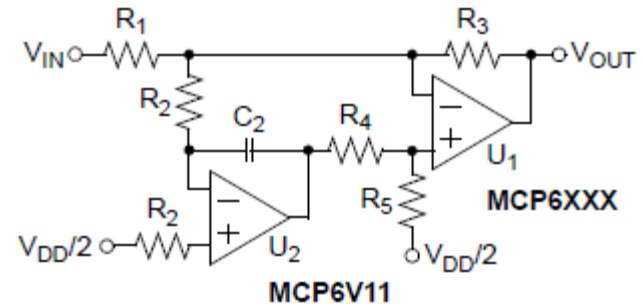 R1
R3
VIN
VOUT
R2
C2
R4
U1
R5
MCP6XXX
R2
VDD/2
U2
VDD/2
MCP6V11